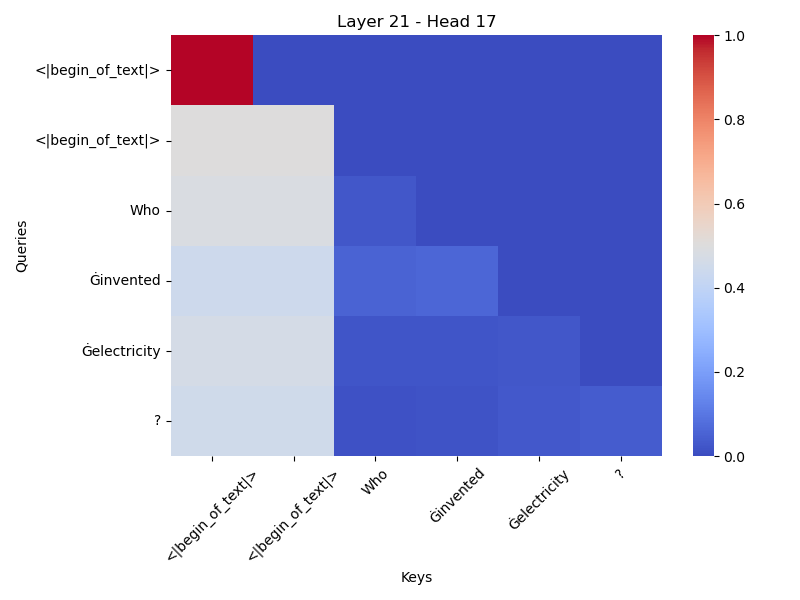 Layer 21 - Head 17
<|begin_of_text|>
<|begin_of_text|>
Who
Ġinvented
Ġelectricity
?
Queries
<|begin_of_text|>
<|begin_of_text|>
Who
Ġinvented
Ġelectricity
?
Keys
1.0
0.8
0.6
0.4
0.2
0.0